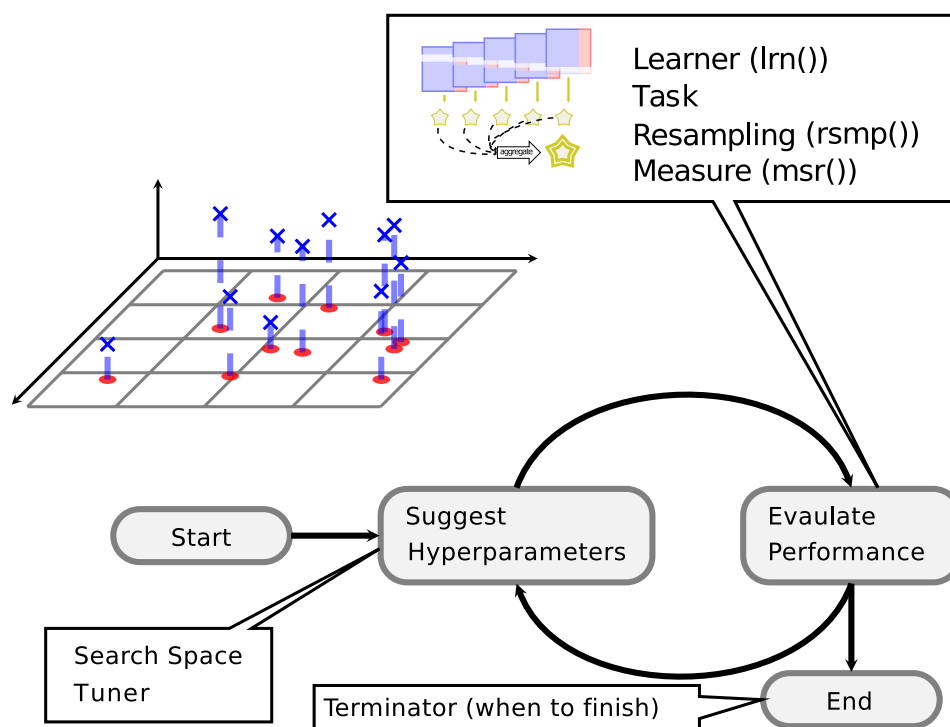 Learner (lrn())
Task
Resampling (rsmp())
Measure (msr())
aggregate
Start
Suggest
Hyperparameters
Evaulate
Performance
Search Space
Tuner
Terminator (when to finish)
End